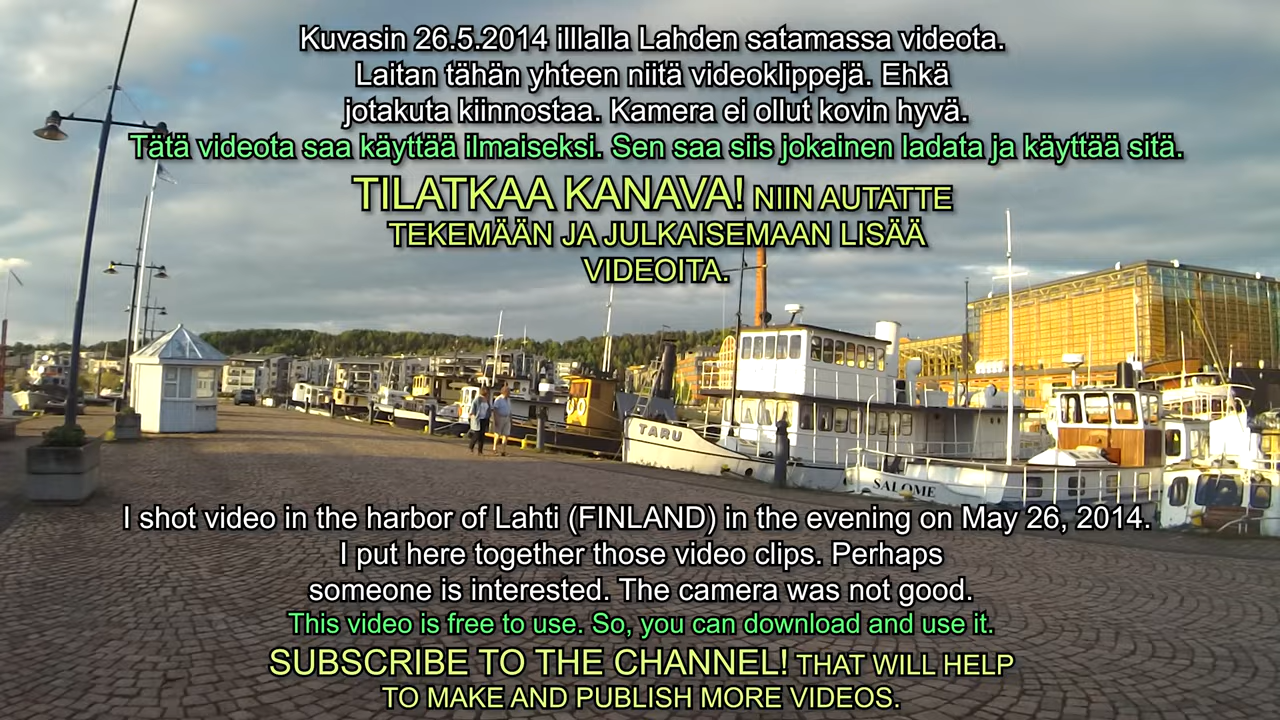 Kuvasin 26.5.2014 illlalla Lahden satamassa videota.
Laitan tähän yhteen niitä videoklippejä. Ehkä
jotakuta kiinnostaa. Kamera ei ollut kovin hyvä.
Tätä videota saa käyttää ilmaiseksi. Sen saa siis jokainen ladata ja käyttää sitä.
TILATKAA KANAVA! NIIN AUTATTE
TEKEMÄÄN JA JULKAISEMAAN LISÄÄ
VIDEOITA.
TARU
SALOME
I shot video in the harbor of Lahti (FINLAND) in the evening on May 26, 2014.
I put here together those video clips. Perhaps
someone is interested. The camera was not good.
This video is free to use. So, you can download and use it.
SUBSCRIBE TO THE CHANNEL! THAT WILL HELP
TO MAKE AND PUBLISH MORE VIDEOS.